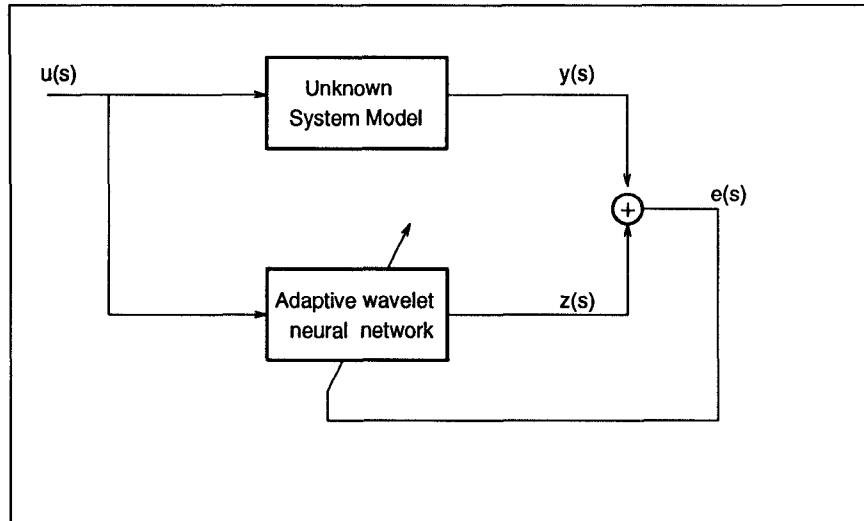 u(s)
Unknown
System Model
y(s)
+
e(s)
Adaptive wavelet
neural network
z(s)